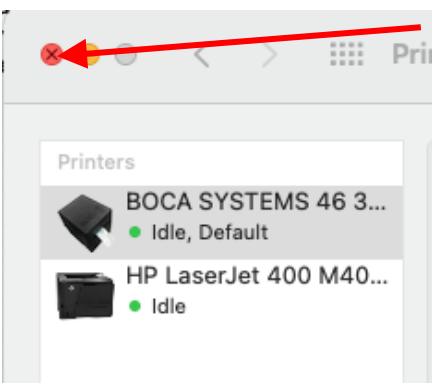 Pri
Printers
BOCA SYSTEMS 46 3...
Idle, Default
HP LaserJet 400 M40...
Idle